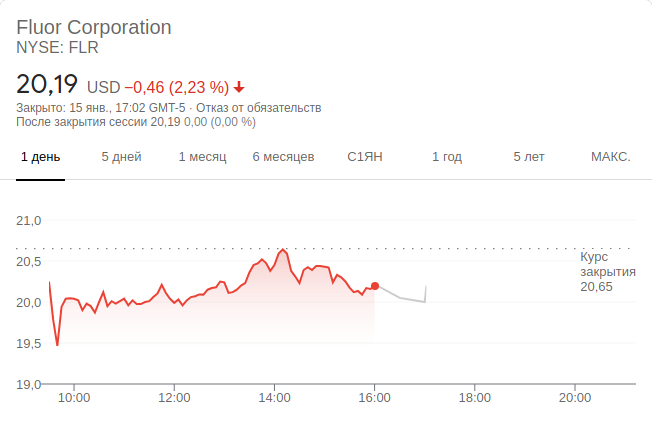 Fluor Corporation
NYSE: FLR
20,19 USD −0,46 (2,23 %)
Закрыто: 15 янв., 17:02 GMT-5 · Отказ от обязательств
После закрытия сессии 20,19 0,00 (0,00 %)
1 день 5 дней 1 месяц 6 месяцев С1ЯН 1 год 5 лет МАКС.
21,0
20,5
20,0
19,5
19,0
Курс
закрытия
20,65
10:00 12:00 14:00 16:00 18:00 20:00